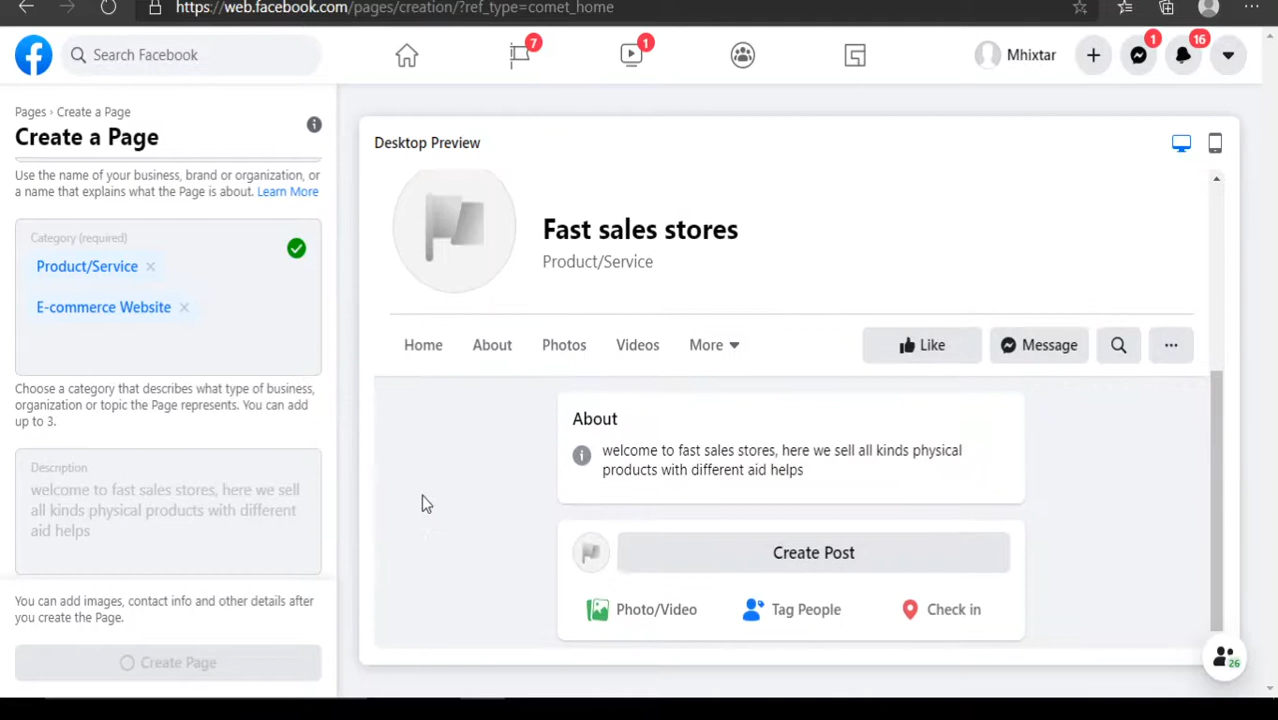 https://web.facebook.com/pages/creation/?ref_type=comet_home
Search Facebook
7
1
Mhixtar
1
16
Pages › Create a Page
Create a Page
Use the name of your business, brand or organization, or
a name that explains what the Page is about. Learn More
Category (required)
Product/Service
E-commerce Website
Choose a category that describes what type of business,
organization or topic the Page represents. You can add
up to 3.
Description
welcome to fast sales stores, here we sell
all kinds physical products with different
aid helps
You can add images, contact info and other details after
you create the Page.
Create Page
Desktop Preview
Fast sales stores
Product/Service
Home
About
Photos
Videos
More
Like
Message
About
welcome to fast sales stores, here we sell all kinds physical
products with different aid helps
Create Post
Photo/Video
Tag People
Check in
26